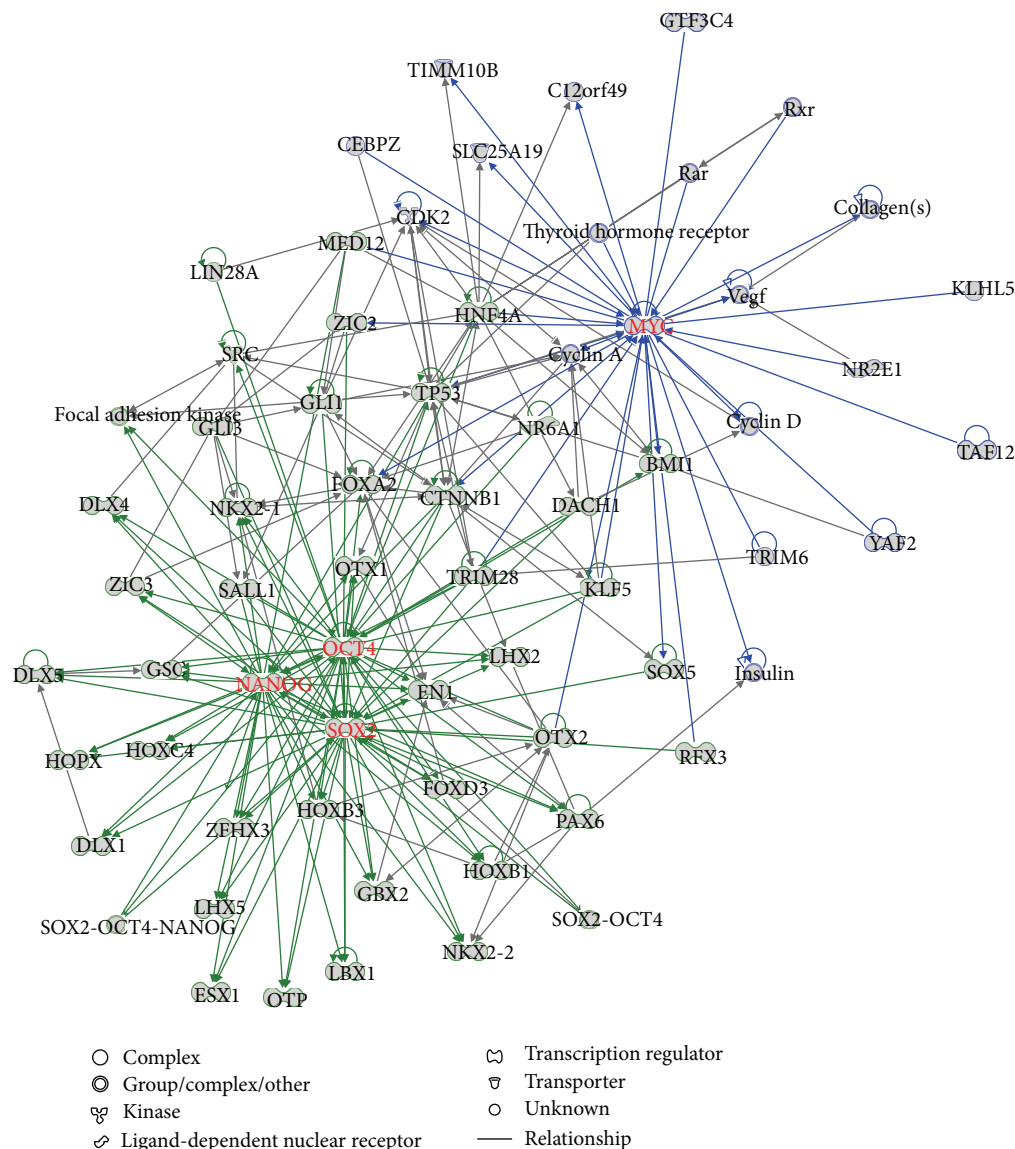 GTF3C4
TIMM10B
C12orf49
Rxr
CEBPZ
SLC25A19
Rar
CDK2
Collagen(s)
Thyroid hormone receptor
MED12
LIN28A
KLHL5
Vegf
HNF4A
ZIC2
MYC
SRC
Cyclin A
NR2E1
TP53
GLI1
Focal adhesion kinase
GLI3
NR6A1
Cyclin D
TAF12
BMI1
FOXA2
CTNNB1
DLX4
NKX2-1
DACH1
YAF2
TRIM6
OTX1
TRIM28
ZIC3
SALL1
KLF5
OCT4
LHX2
DLX5
GSC
SOX5
Insulin
NANOG
EN1
SOX2
OTX2
HOXC4
HOPX
RFX3
FOXD3
HOXB3
PAX6
ZFHX3
DLX1
HOXB1
GBX2
LHX5
SOX2-OCT4
SOX2-OCT4-NANOG
NKX2-2
LBX1
ESX1
OTP
Complex
Group/complex/other
Kinase
Ligand-dependent nuclear receptor
Transcription regulator
Transporter
Unknown
Relationship